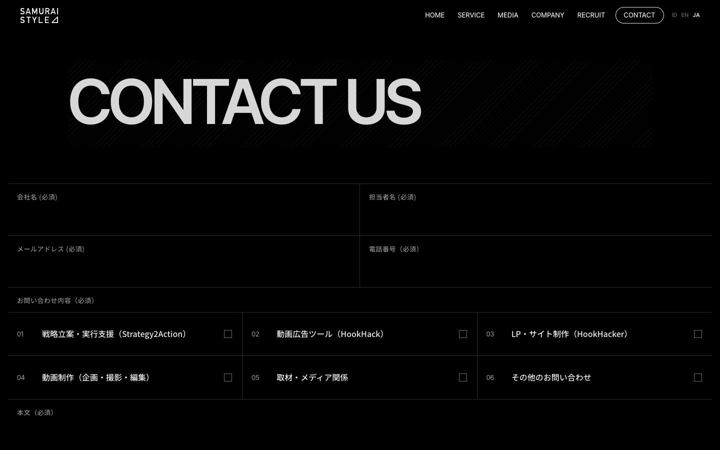 SAMURAI
STYLE
HOME SERVICE MEDIA COMPANY RECRUIT CONTACT ID EN JA
CONTACT US
会社名 (必須) 担当者名 (必須)
メールアドレス (必須) 電話番号（必須）
お問い合わせ内容（必須）
01 戦略立案・実行支援（Strategy2Action） 02 動画広告ツール（HookHack） 03 LP・サイト制作（HookHacker）
04 動画制作（企画・撮影・編集） 05 取材・メディア関係 06 その他のお問い合わせ
本文（必須）